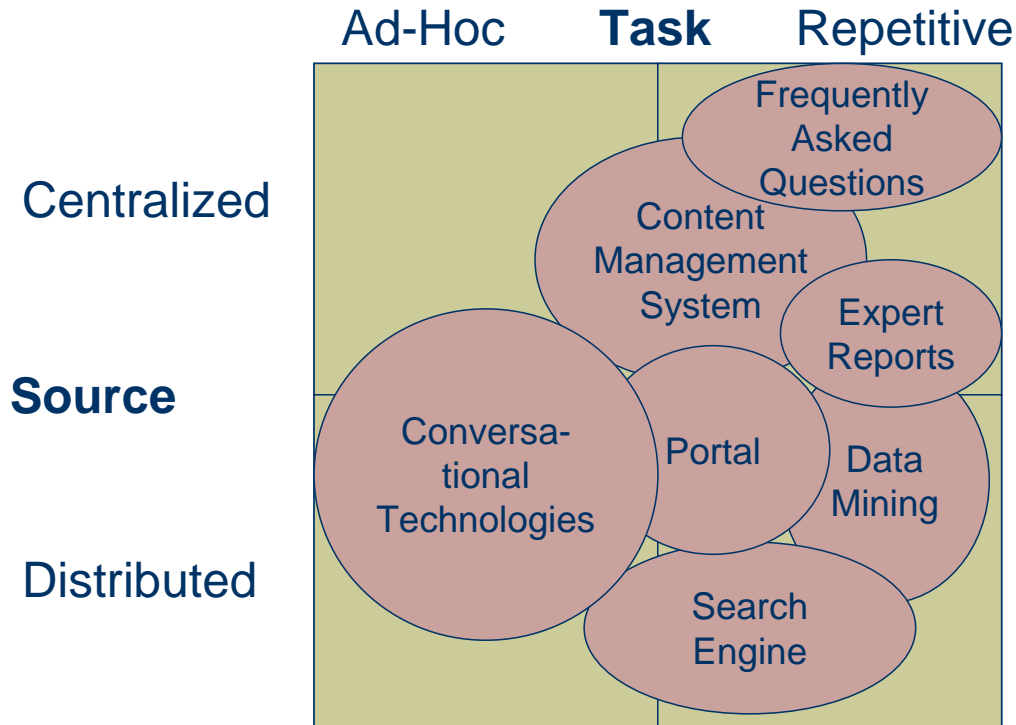 Ad-Hoc Task Repetitive
Frequently
Asked
Questions
Centralized
Content
Management
System
Expert
Reports
Source
Conversa-
tional
Technologies
Portal
Data
Mining
Distributed
Search
Engine